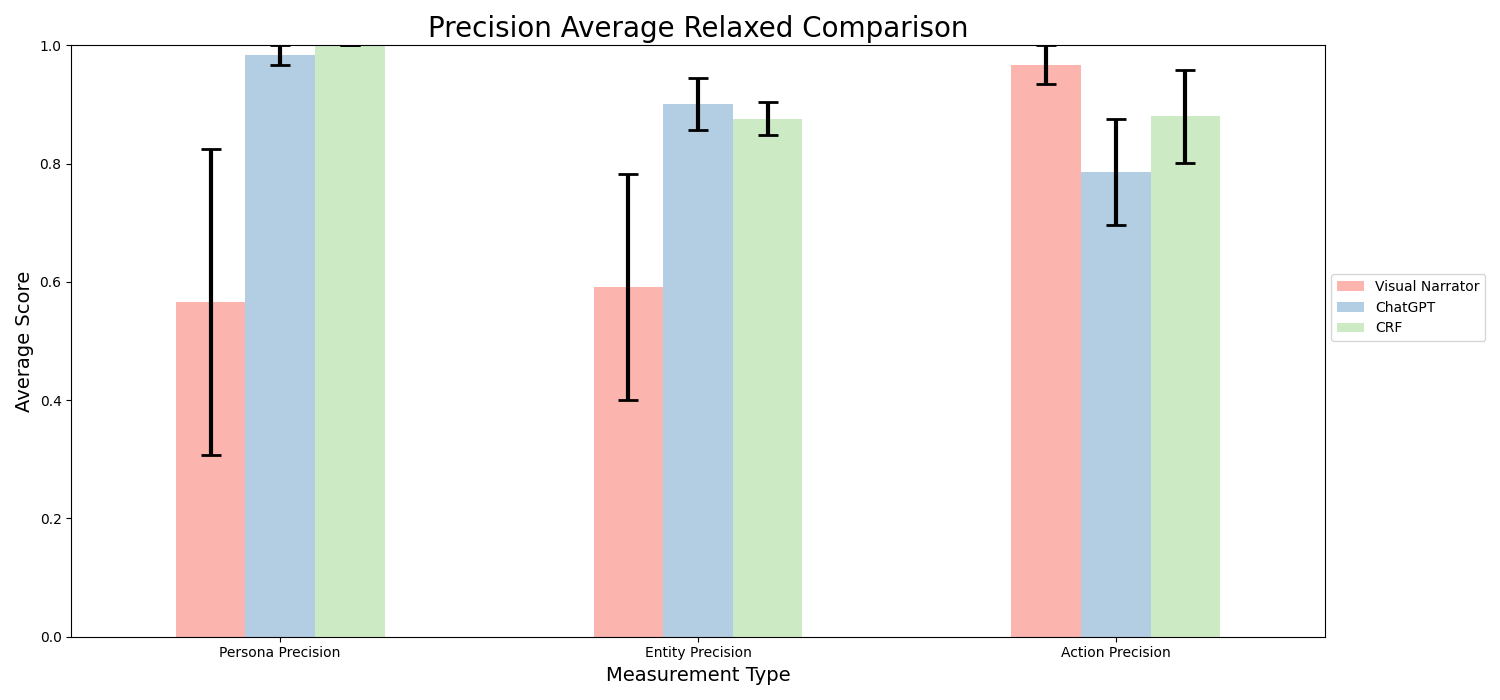 Precision Average Relaxed Comparison
Average Score
1.0
0.8
0.6
0.4
0.2
0.0
Persona Precision
Entity Precision
Action Precision
Measurement Type
Visual Narrator
ChatGPT
CRF